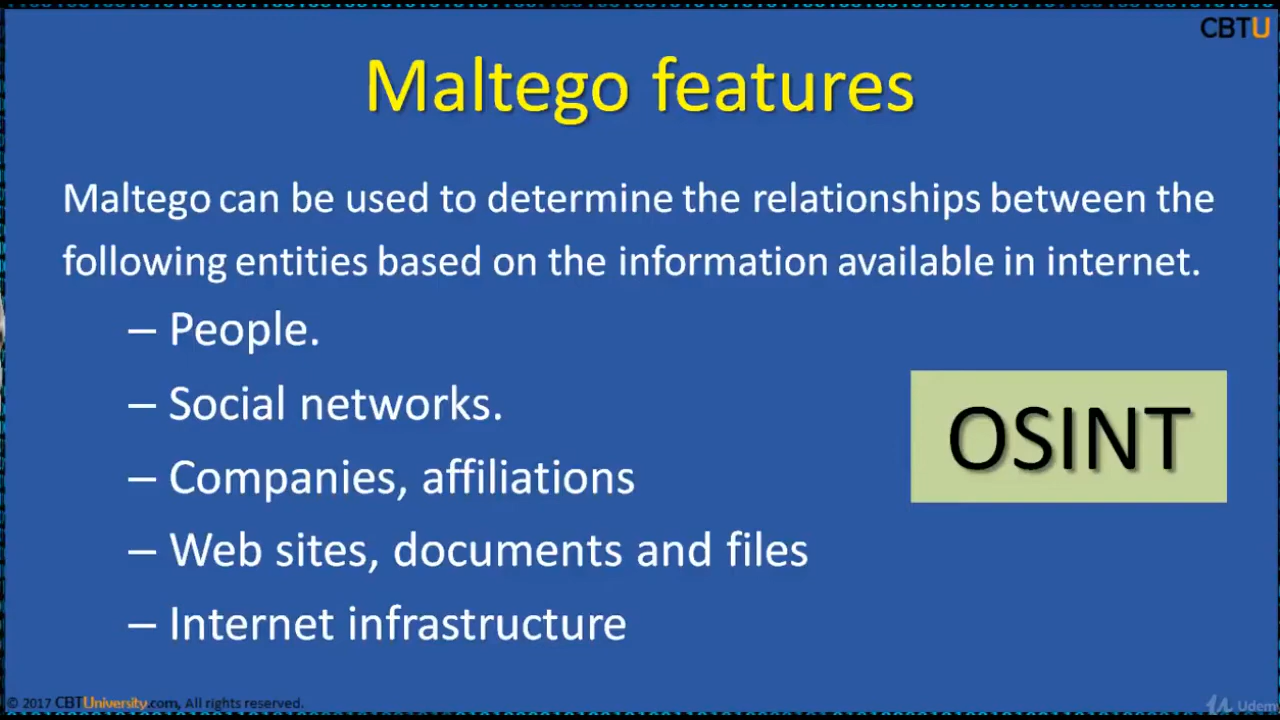 CBTU
Maltego features
Maltego can be used to determine the relationships between the
following entities based on the information available in internet.
– People.
– Social networks.
– Companies, affiliations
– Web sites, documents and files
– Internet infrastructure
OSINT
© 2017 CBTUniversity.com, All rights reserved.